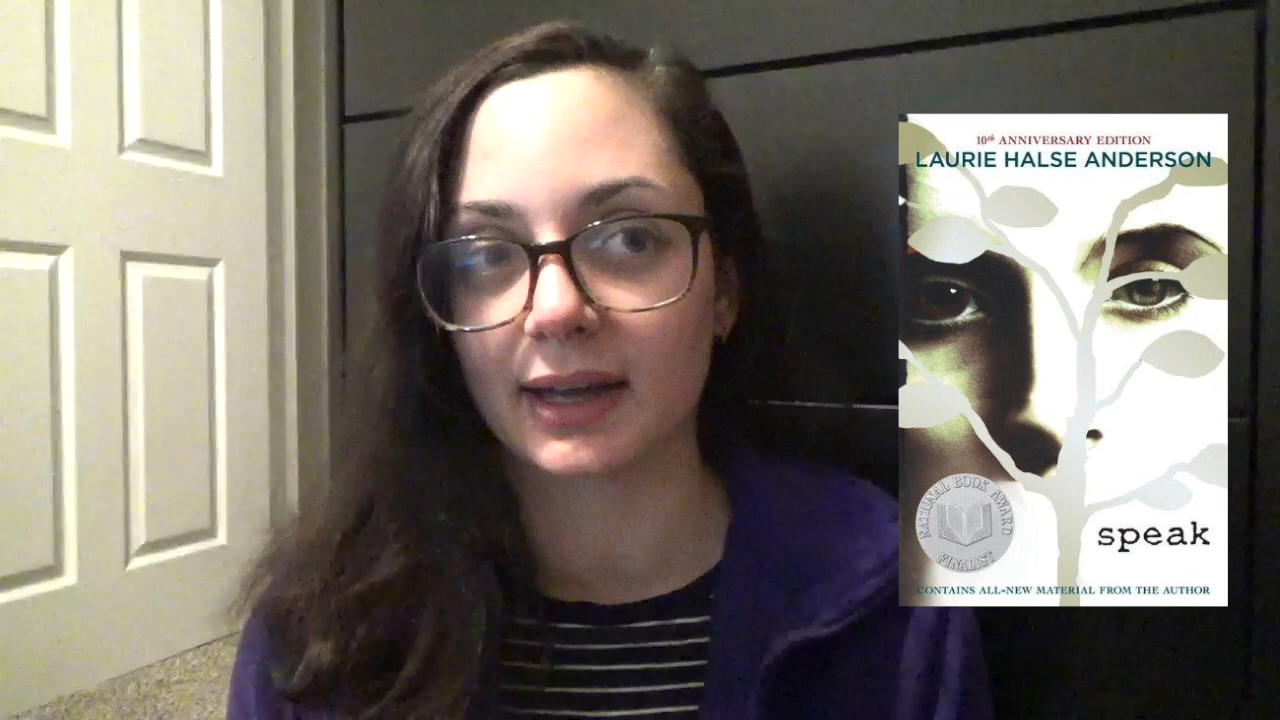 10th ANNIVERSARY EDITION
LAURIE HALSE ANDERSON
NATIONAL BOOK AWARD
FINALIST
speak
CONTAINS ALL-NEW MATERIAL FROM THE AUTHOR